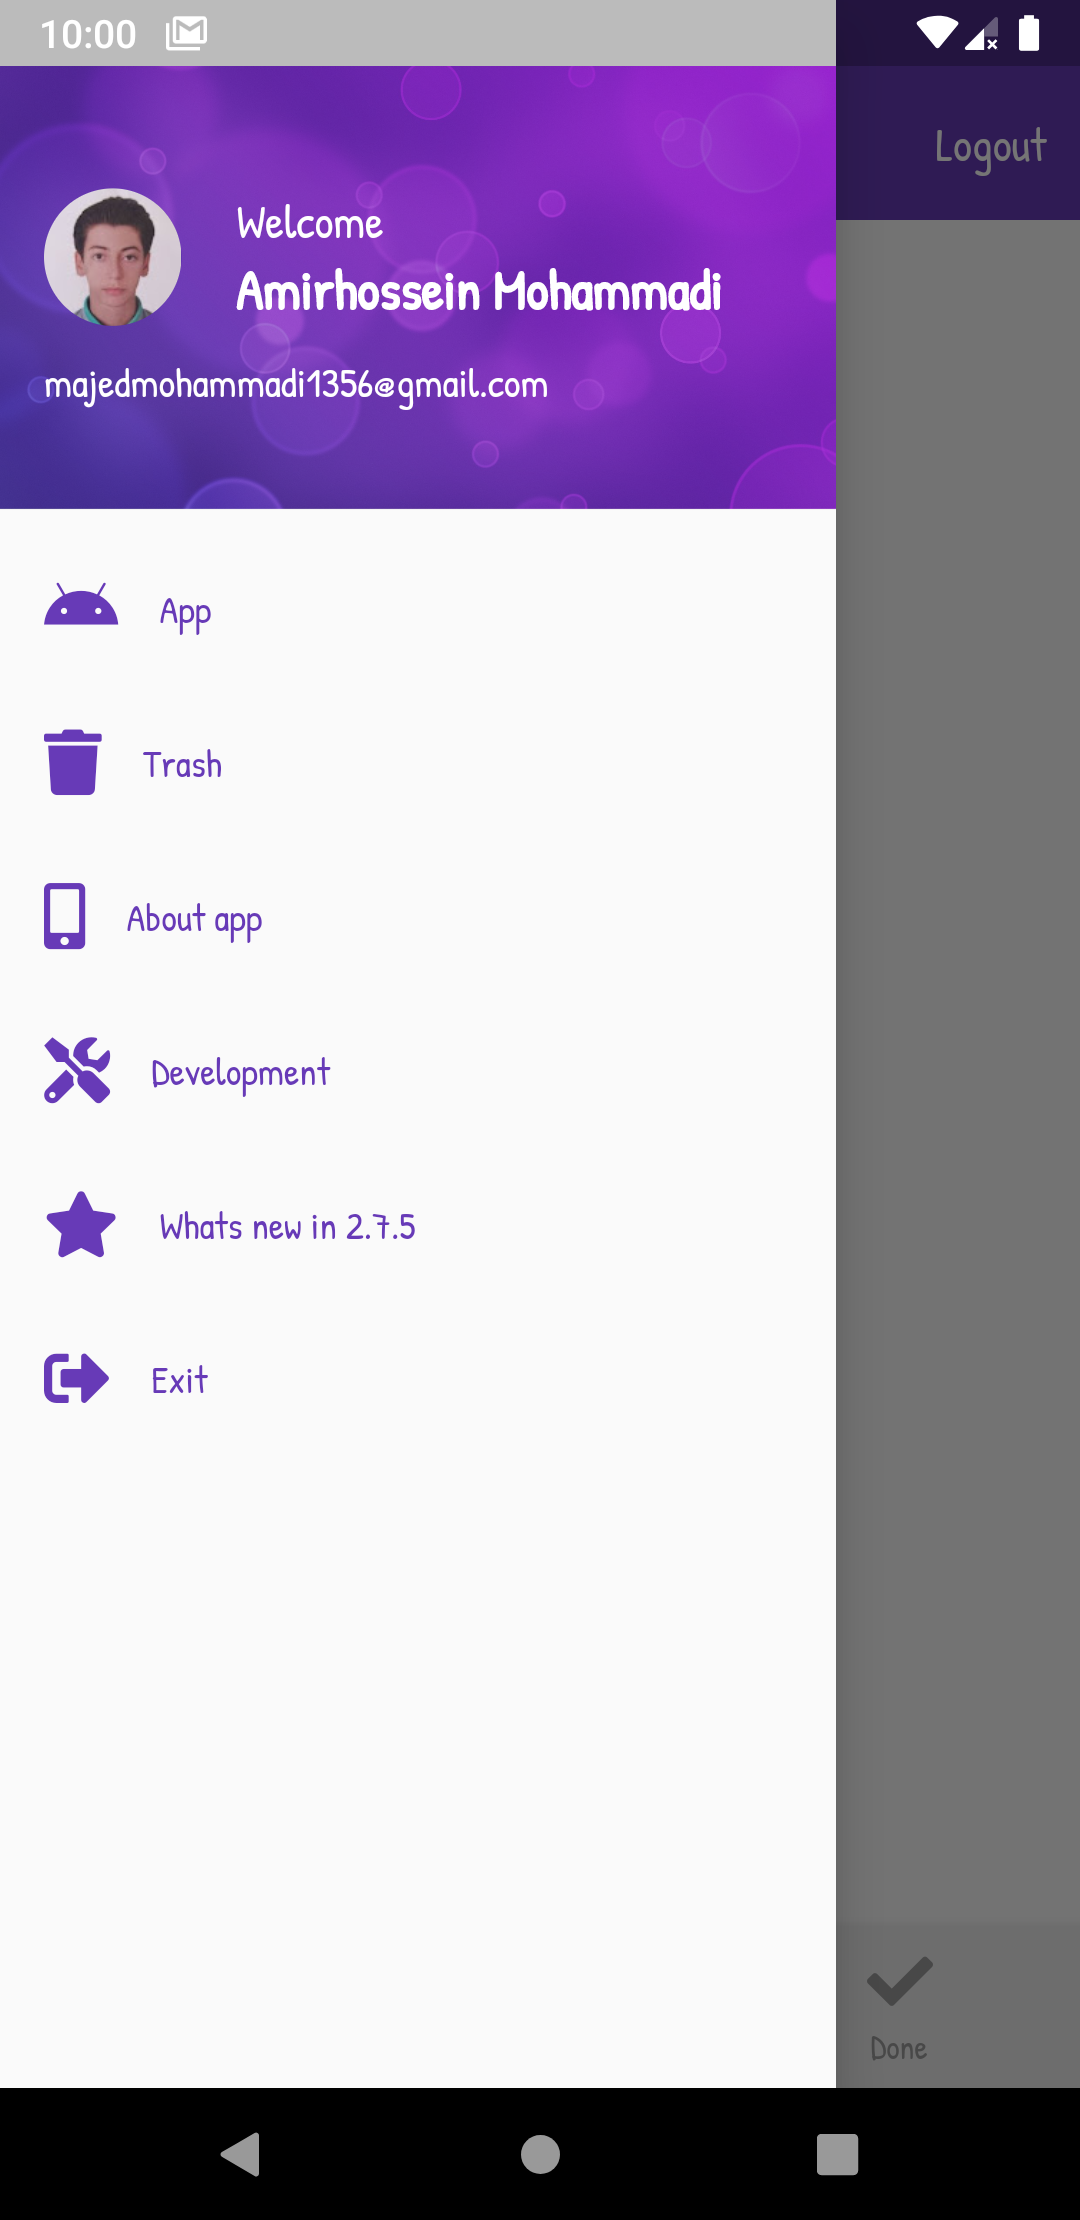 10:00
Logout
Welcome
Amirhossein Mohammadi
majedmohammadi1356@gmail.com
App
Trash
About app
Development
Whats new in 2.7.5
Exit
Done